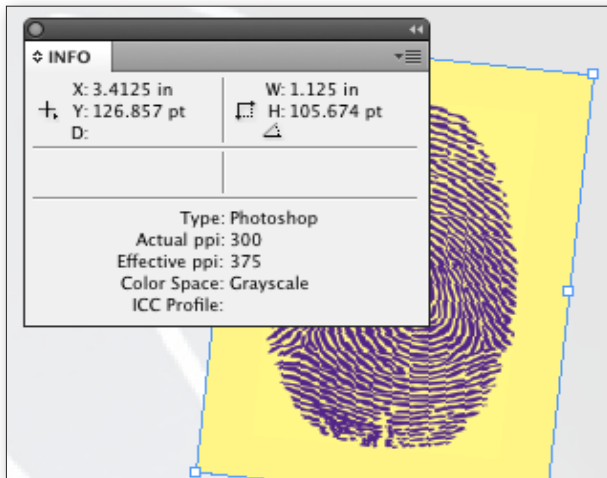 INFO
X: 3.4125 in
Y: 126.857 pt
D:
W: 1.125 in
H: 105.674 pt
Type: Photoshop
Actual ppi: 300
Effective ppi: 375
Color Space: Grayscale
ICC Profile: